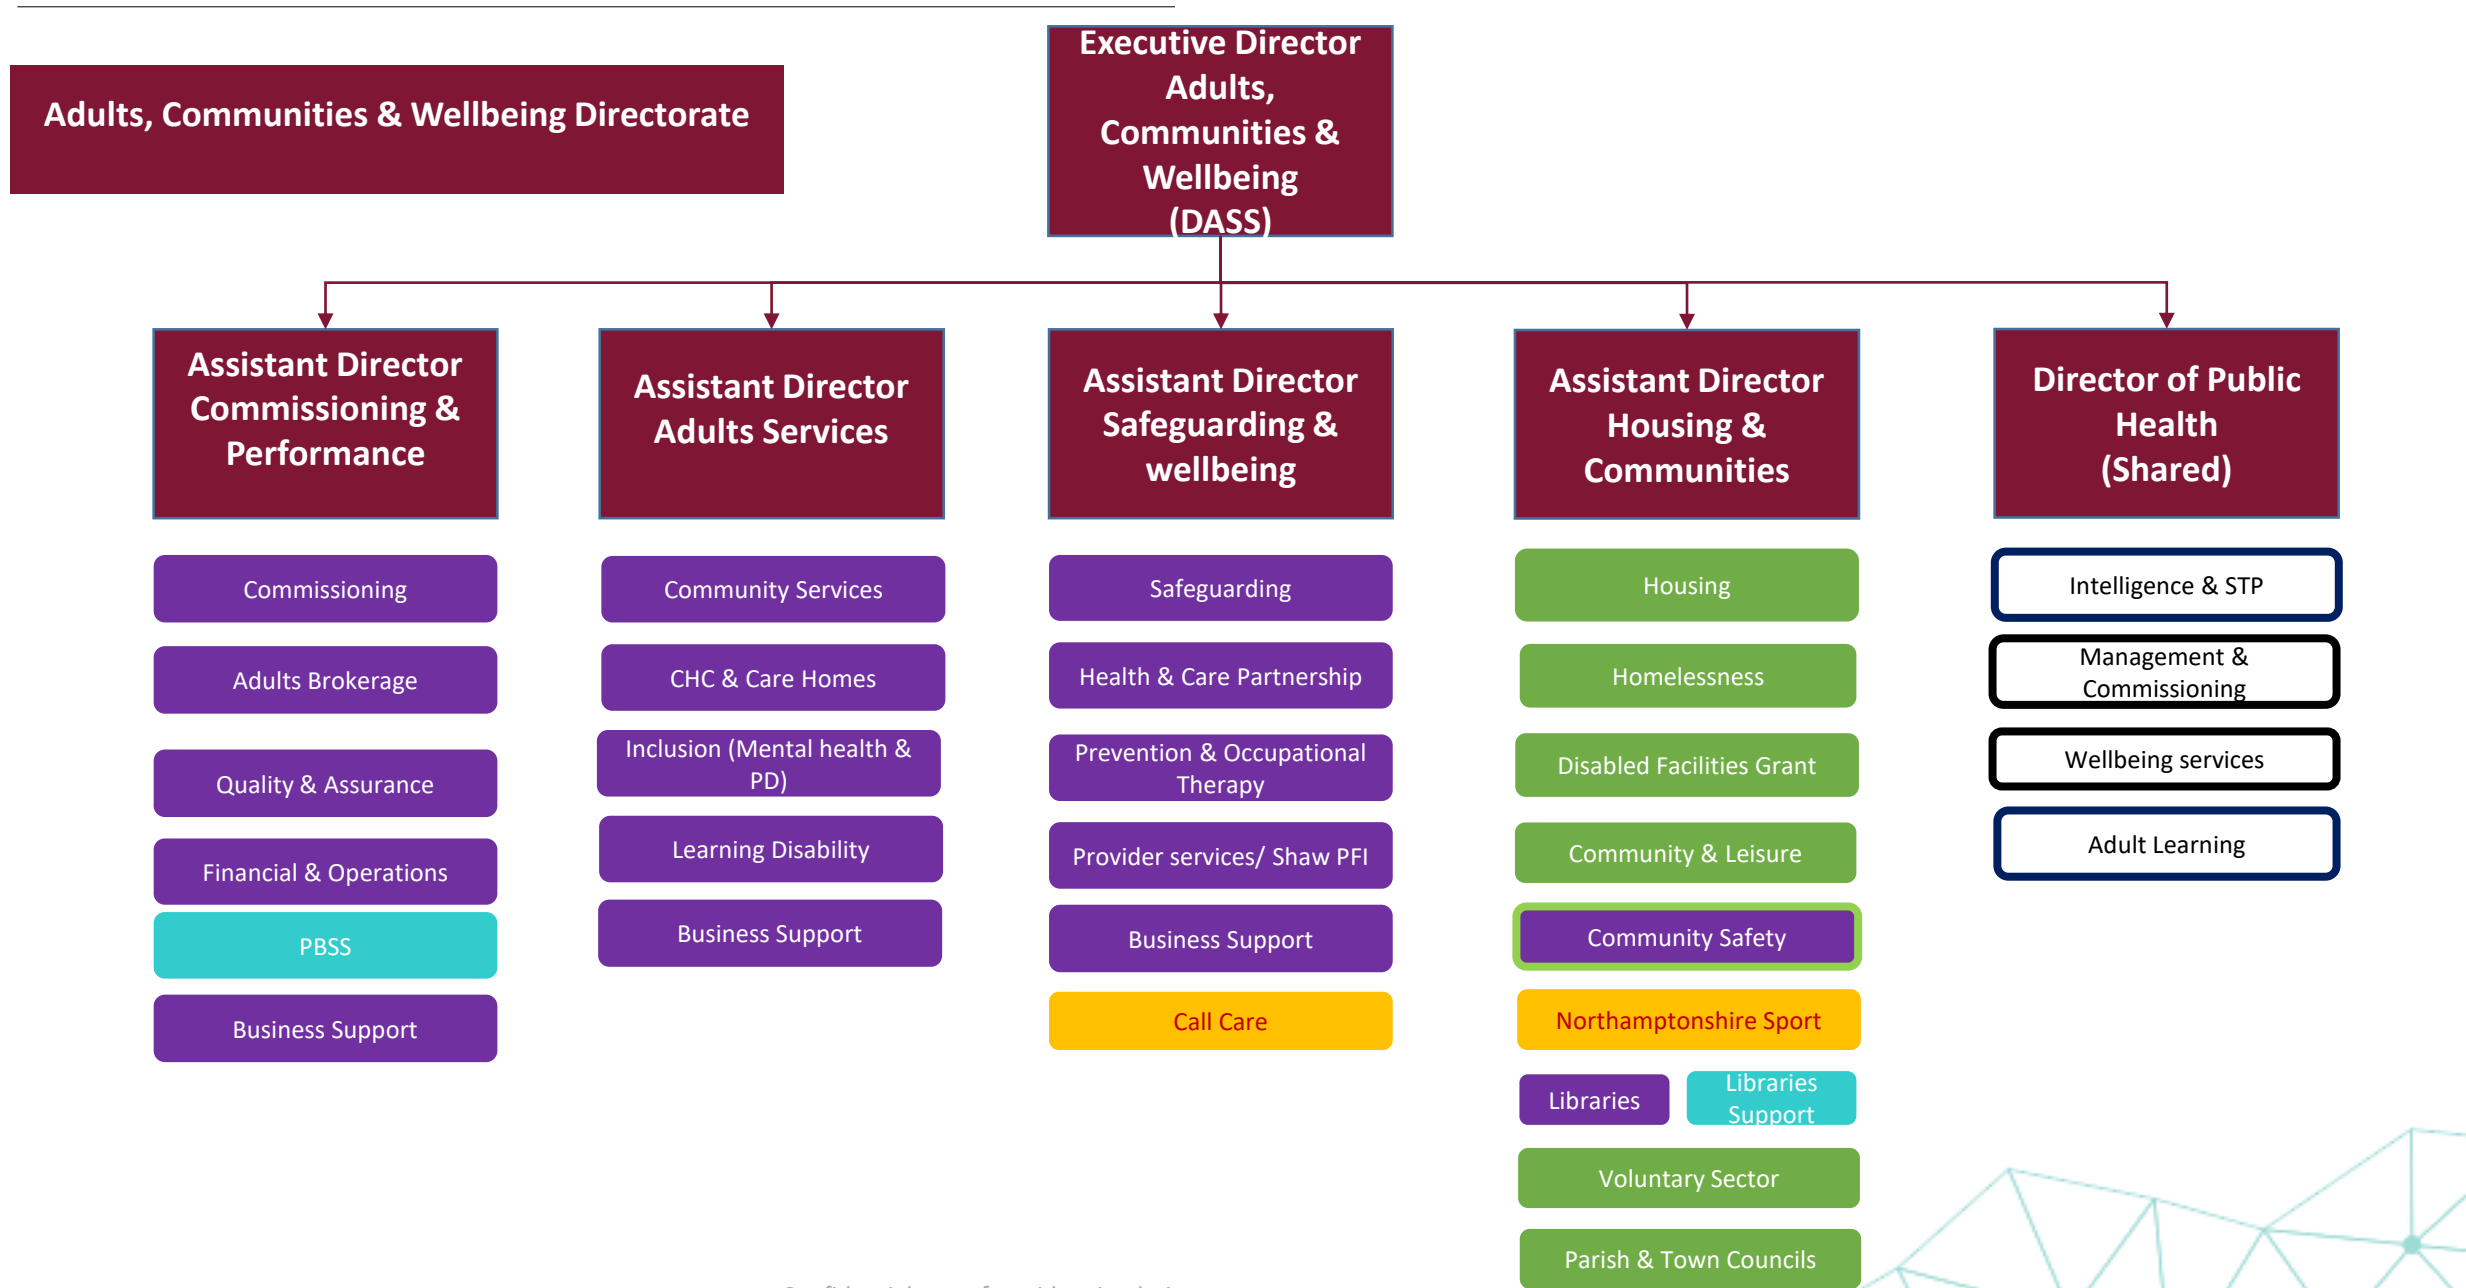 Adults, Communities & Wellbeing Directorate
Executive Director
Adults,
Communities &
Wellbeing
(DASS)
Assistant Director
Commissioning &
Performance
Commissioning
Adults Brokerage
Quality & Assurance
Financial & Operations
PBSS
Business Support
Assistant Director
Adults Services
Community Services
CHC & Care Homes
Inclusion (Mental health &
PD)
Learning Disability
Business Support
Assistant Director
Safeguarding &
wellbeing
Safeguarding
Health & Care Partnership
Prevention & Occupational
Therapy
Provider services/ Shaw PFI
Business Support
Call Care
Assistant Director
Housing &
Communities
Housing
Homelessness
Disabled Facilities Grant
Community & Leisure
Community Safety
Northamptonshire Sport
Libraries
Libraries
Support
Voluntary Sector
Parish & Town Councils
Director of Public
Health
(Shared)
Intelligence & STP
Management &
Commissioning
Wellbeing services
Adult Learning